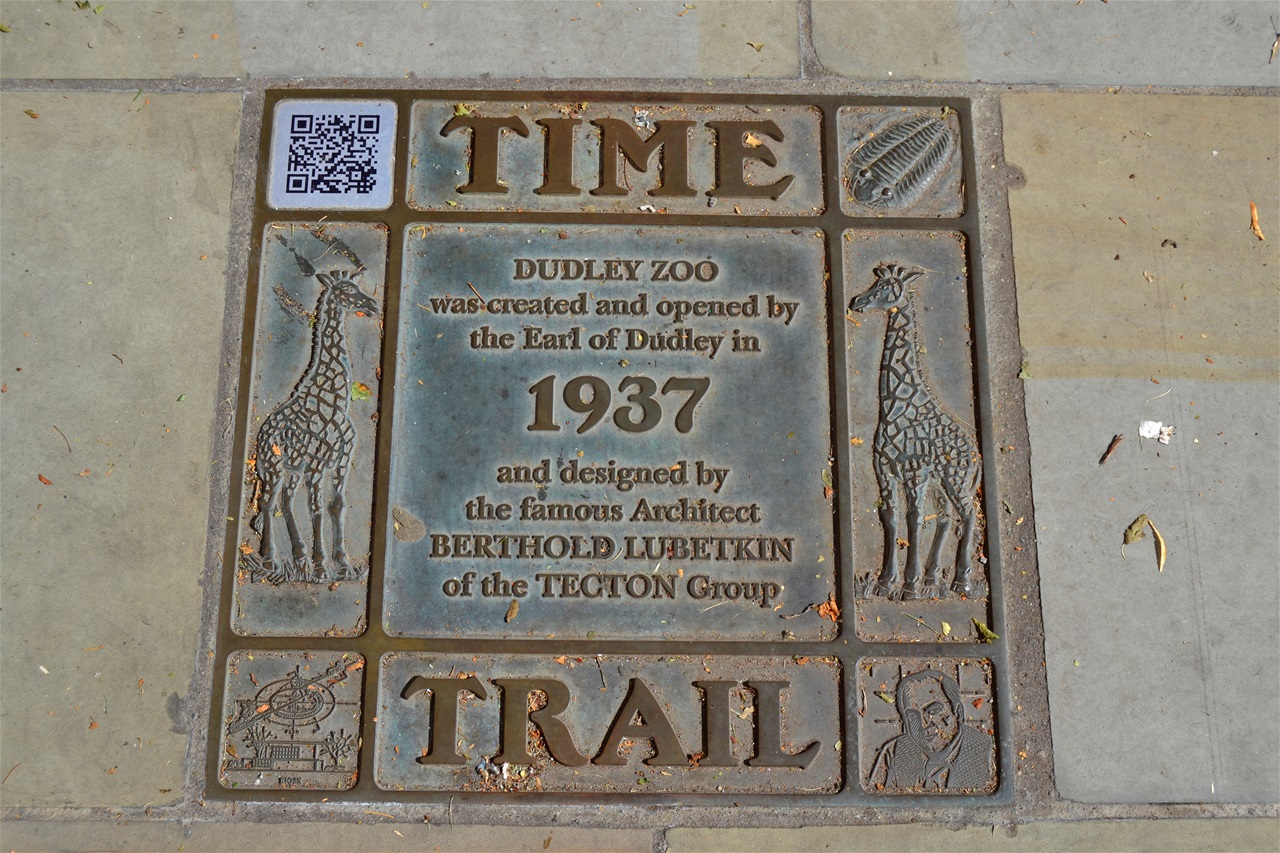 TIME
DUDLEY ZOO
was created and opened by
the Earl of Dudley in
1937
and designed by
the famous Architect
BERTHOLD LUBETKIN
of the TECTON Group
TRAIL
KIOSK